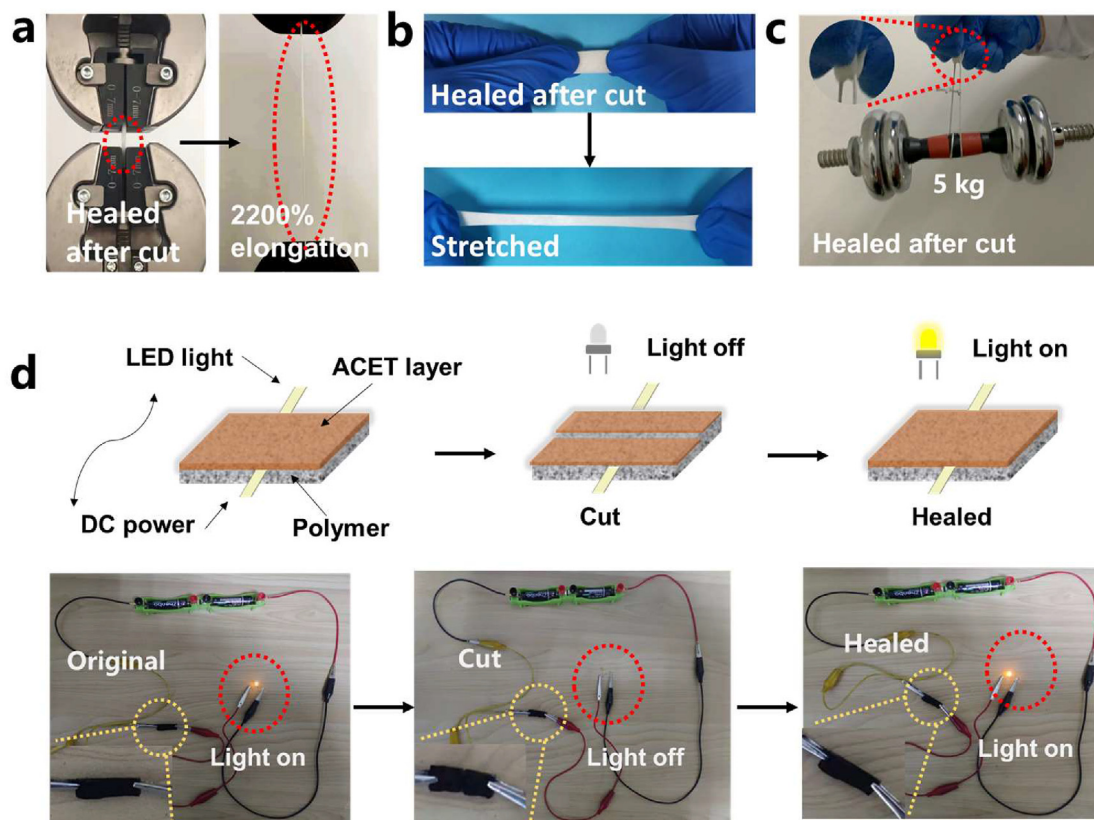 a
Healed
after cut
2200%
elongation
b
Healed after cut
Stretched
c
5 kg
Healed after cut
d
LED light
ACET layer
DC power
Polymer
Light off
Cut
Light on
Healed
Original
Light on
Cut
Light off
Healed
Light on